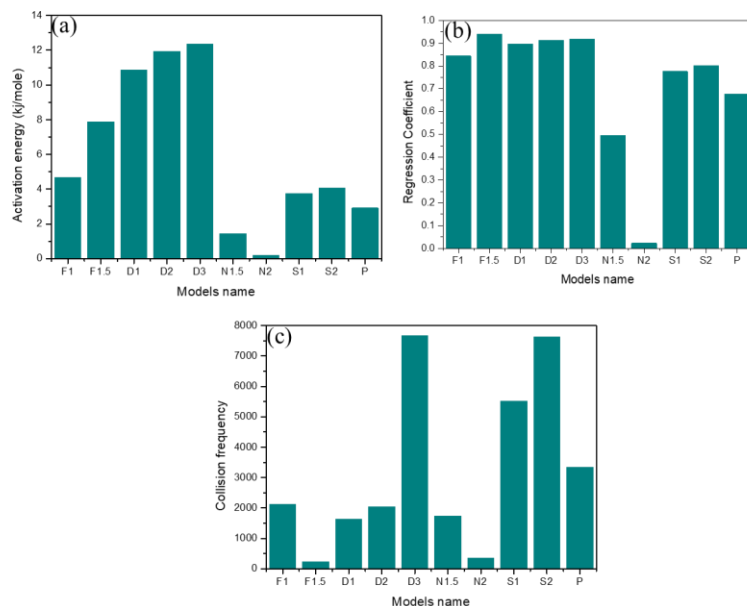 (a)
14
12
10
8
6
4
2
0
Activation energy (kj/mole)
F1 F1.5 D1 D2 D3 N1.5 N2 S1 S2 P
Models name
(b)
1.0
0.9
0.8
0.7
0.6
0.5
0.4
0.3
0.2
0.1
0.0
Regression Coefficient
F1 F1.5 D1 D2 D3 N1.5 N2 S1 S2 P
Models name
(c)
8000
7000
6000
5000
4000
3000
2000
1000
0
Collision frequency
F1 F1.5 D1 D2 D3 N1.5 N2 S1 S2 P
Models name